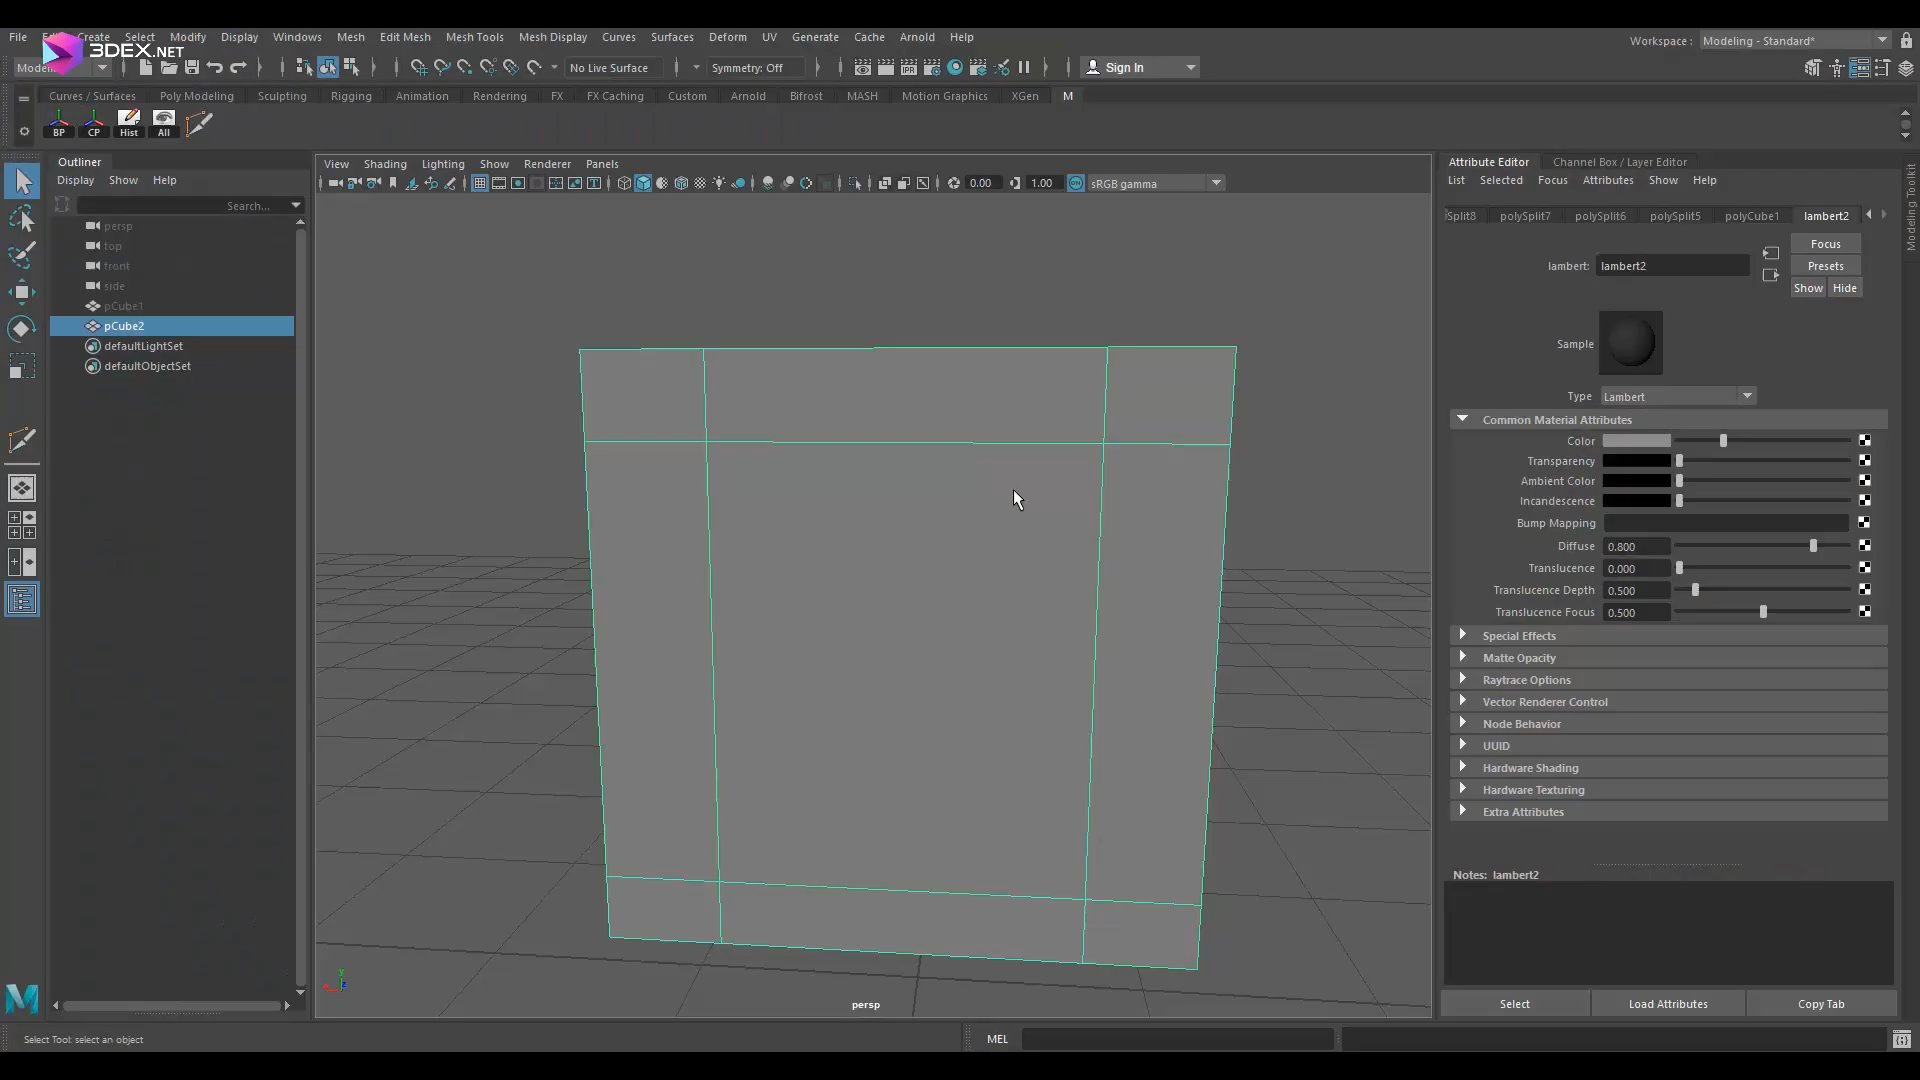 File Edit Create Select Modify Display Windows Mesh Edit Mesh Mesh Tools Mesh Display Curves Surfaces Deform UV Generate Cache Arnold Help
Workspace : Modeling - Standard*
3DEX.NET
No Live Surface Symmetry: Off Sign In
Curves / Surfaces Poly Modeling Sculpting Rigging Animation Rendering FX FX Caching Custom Arnold Bifrost MASH Motion Graphics XGen M
BP CP Hist All
Outliner
Display Show Help
Search...
persp
top
front
side
pCube1
pCube2
defaultLightSet
defaultObjectSet
View Shading Lighting Show Renderer Panels
0.00 1.00 sRGB gamma
persp
Attribute Editor Channel Box / Layer Editor
Modeling Toolkit
List Selected Focus Attributes Show Help
Split8 polySplit7 polySplit6 polySplit5 polyCube1 lambert2
Focus
lambert: lambert2
Presets
Show Hide
Sample
Type Lambert
Common Material Attributes
Color
Transparency
Ambient Color
Incandescence
Bump Mapping
Diffuse 0.800
Translucence 0.000
Translucence Depth 0.500
Translucence Focus 0.500
Special Effects
Matte Opacity
Raytrace Options
Vector Renderer Control
Node Behavior
UUID
Hardware Shading
Hardware Texturing
Extra Attributes
Notes: lambert2
Select Load Attributes Copy Tab
Select Tool: select an object
MEL